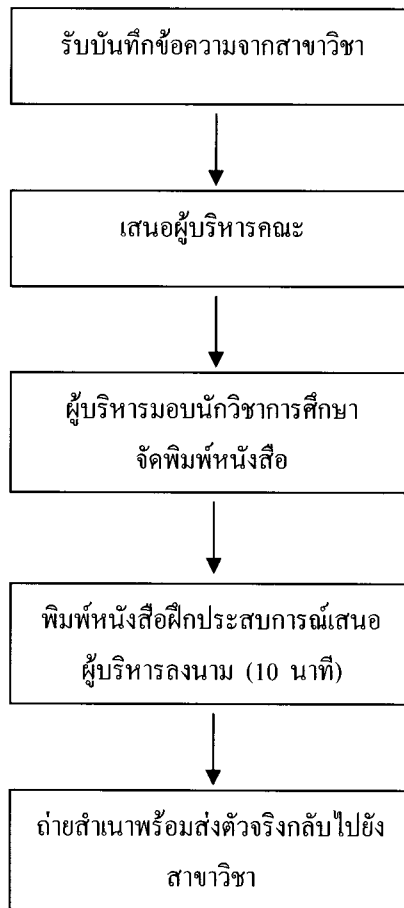 รับบันทึกข้อความจากสาขาวิชา
เสนอผู้บริหารคณะ
ผู้บริหารมอบนักวิชาการศึกษา
จัดพิมพ์หนังสือ
พิมพ์หนังสือฝึกประสบการณ์เสนอ
ผู้บริหารลงนาม (10 นาที)
ถ่ายสำเนาพร้อมส่งตัวจริงกลับไปยัง
สาขาวิชา